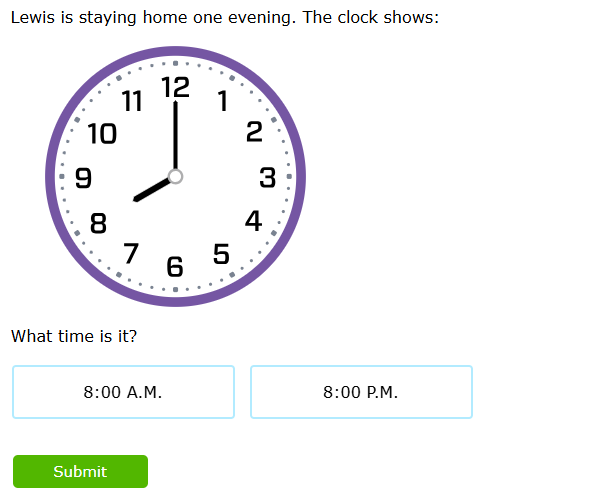 Lewis is staying home one evening. The clock shows:
12
11 1
10 2
9 3
8 4
7 5
6
What time is it?
8:00 A.M. 8:00 P.M.
Submit